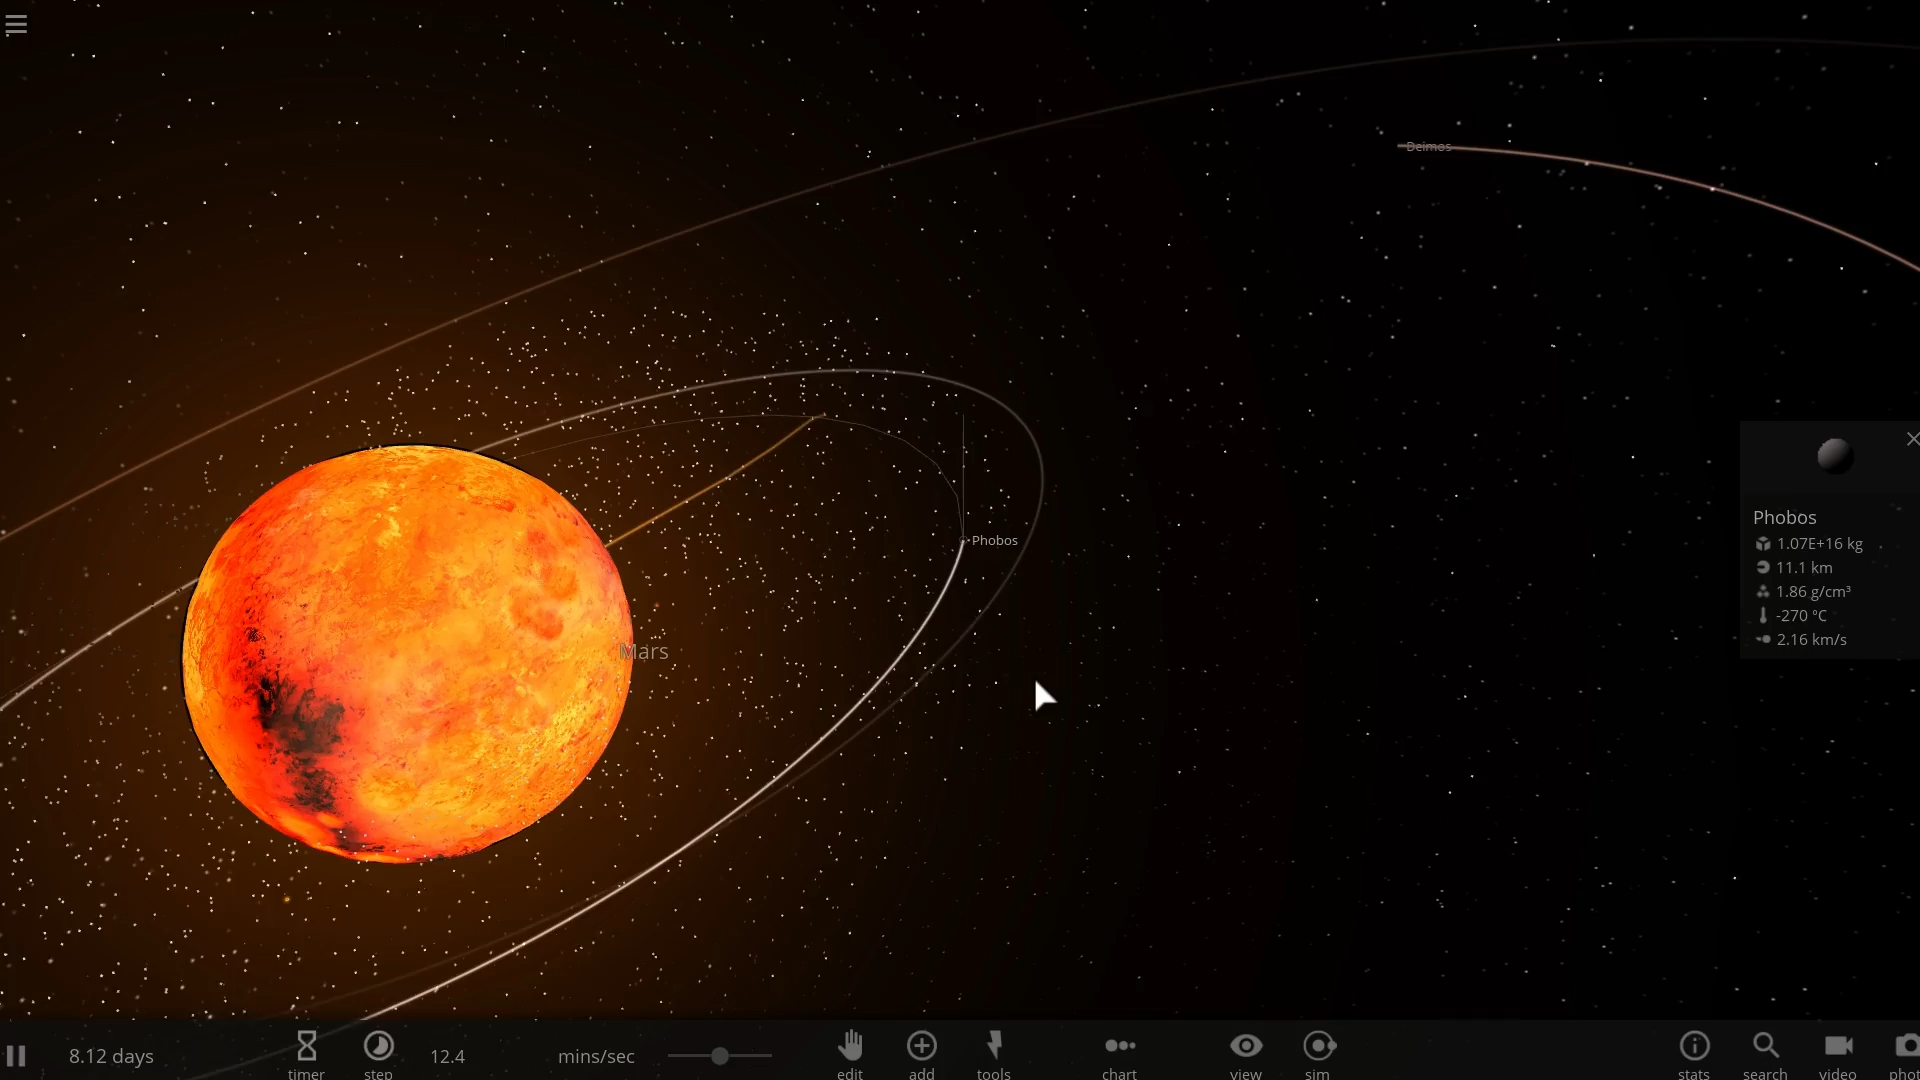 Deimos
Phobos
Mars
Phobos
1.07E+16 kg
11.1 km
1.86 g/cm³
-270 °C
2.16 km/s
8.12 days
timer
step
12.4
mins/sec
edit
add
tools
chart
view
sim
stats
search
video
phot